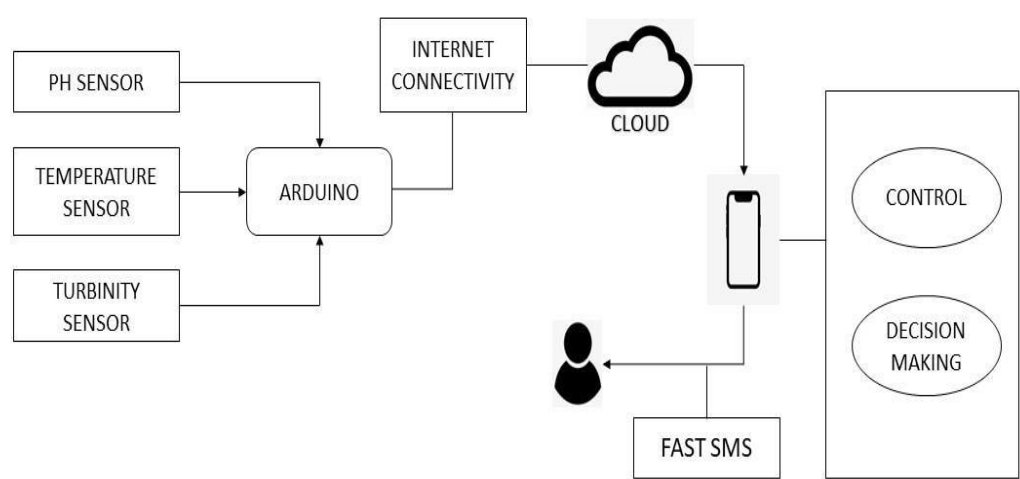 PH SENSOR
TEMPERATURE
SENSOR
TURBINITY
SENSOR
ARDUINO
INTERNET
CONNECTIVITY
CLOUD
FAST SMS
CONTROL
DECISION
MAKING